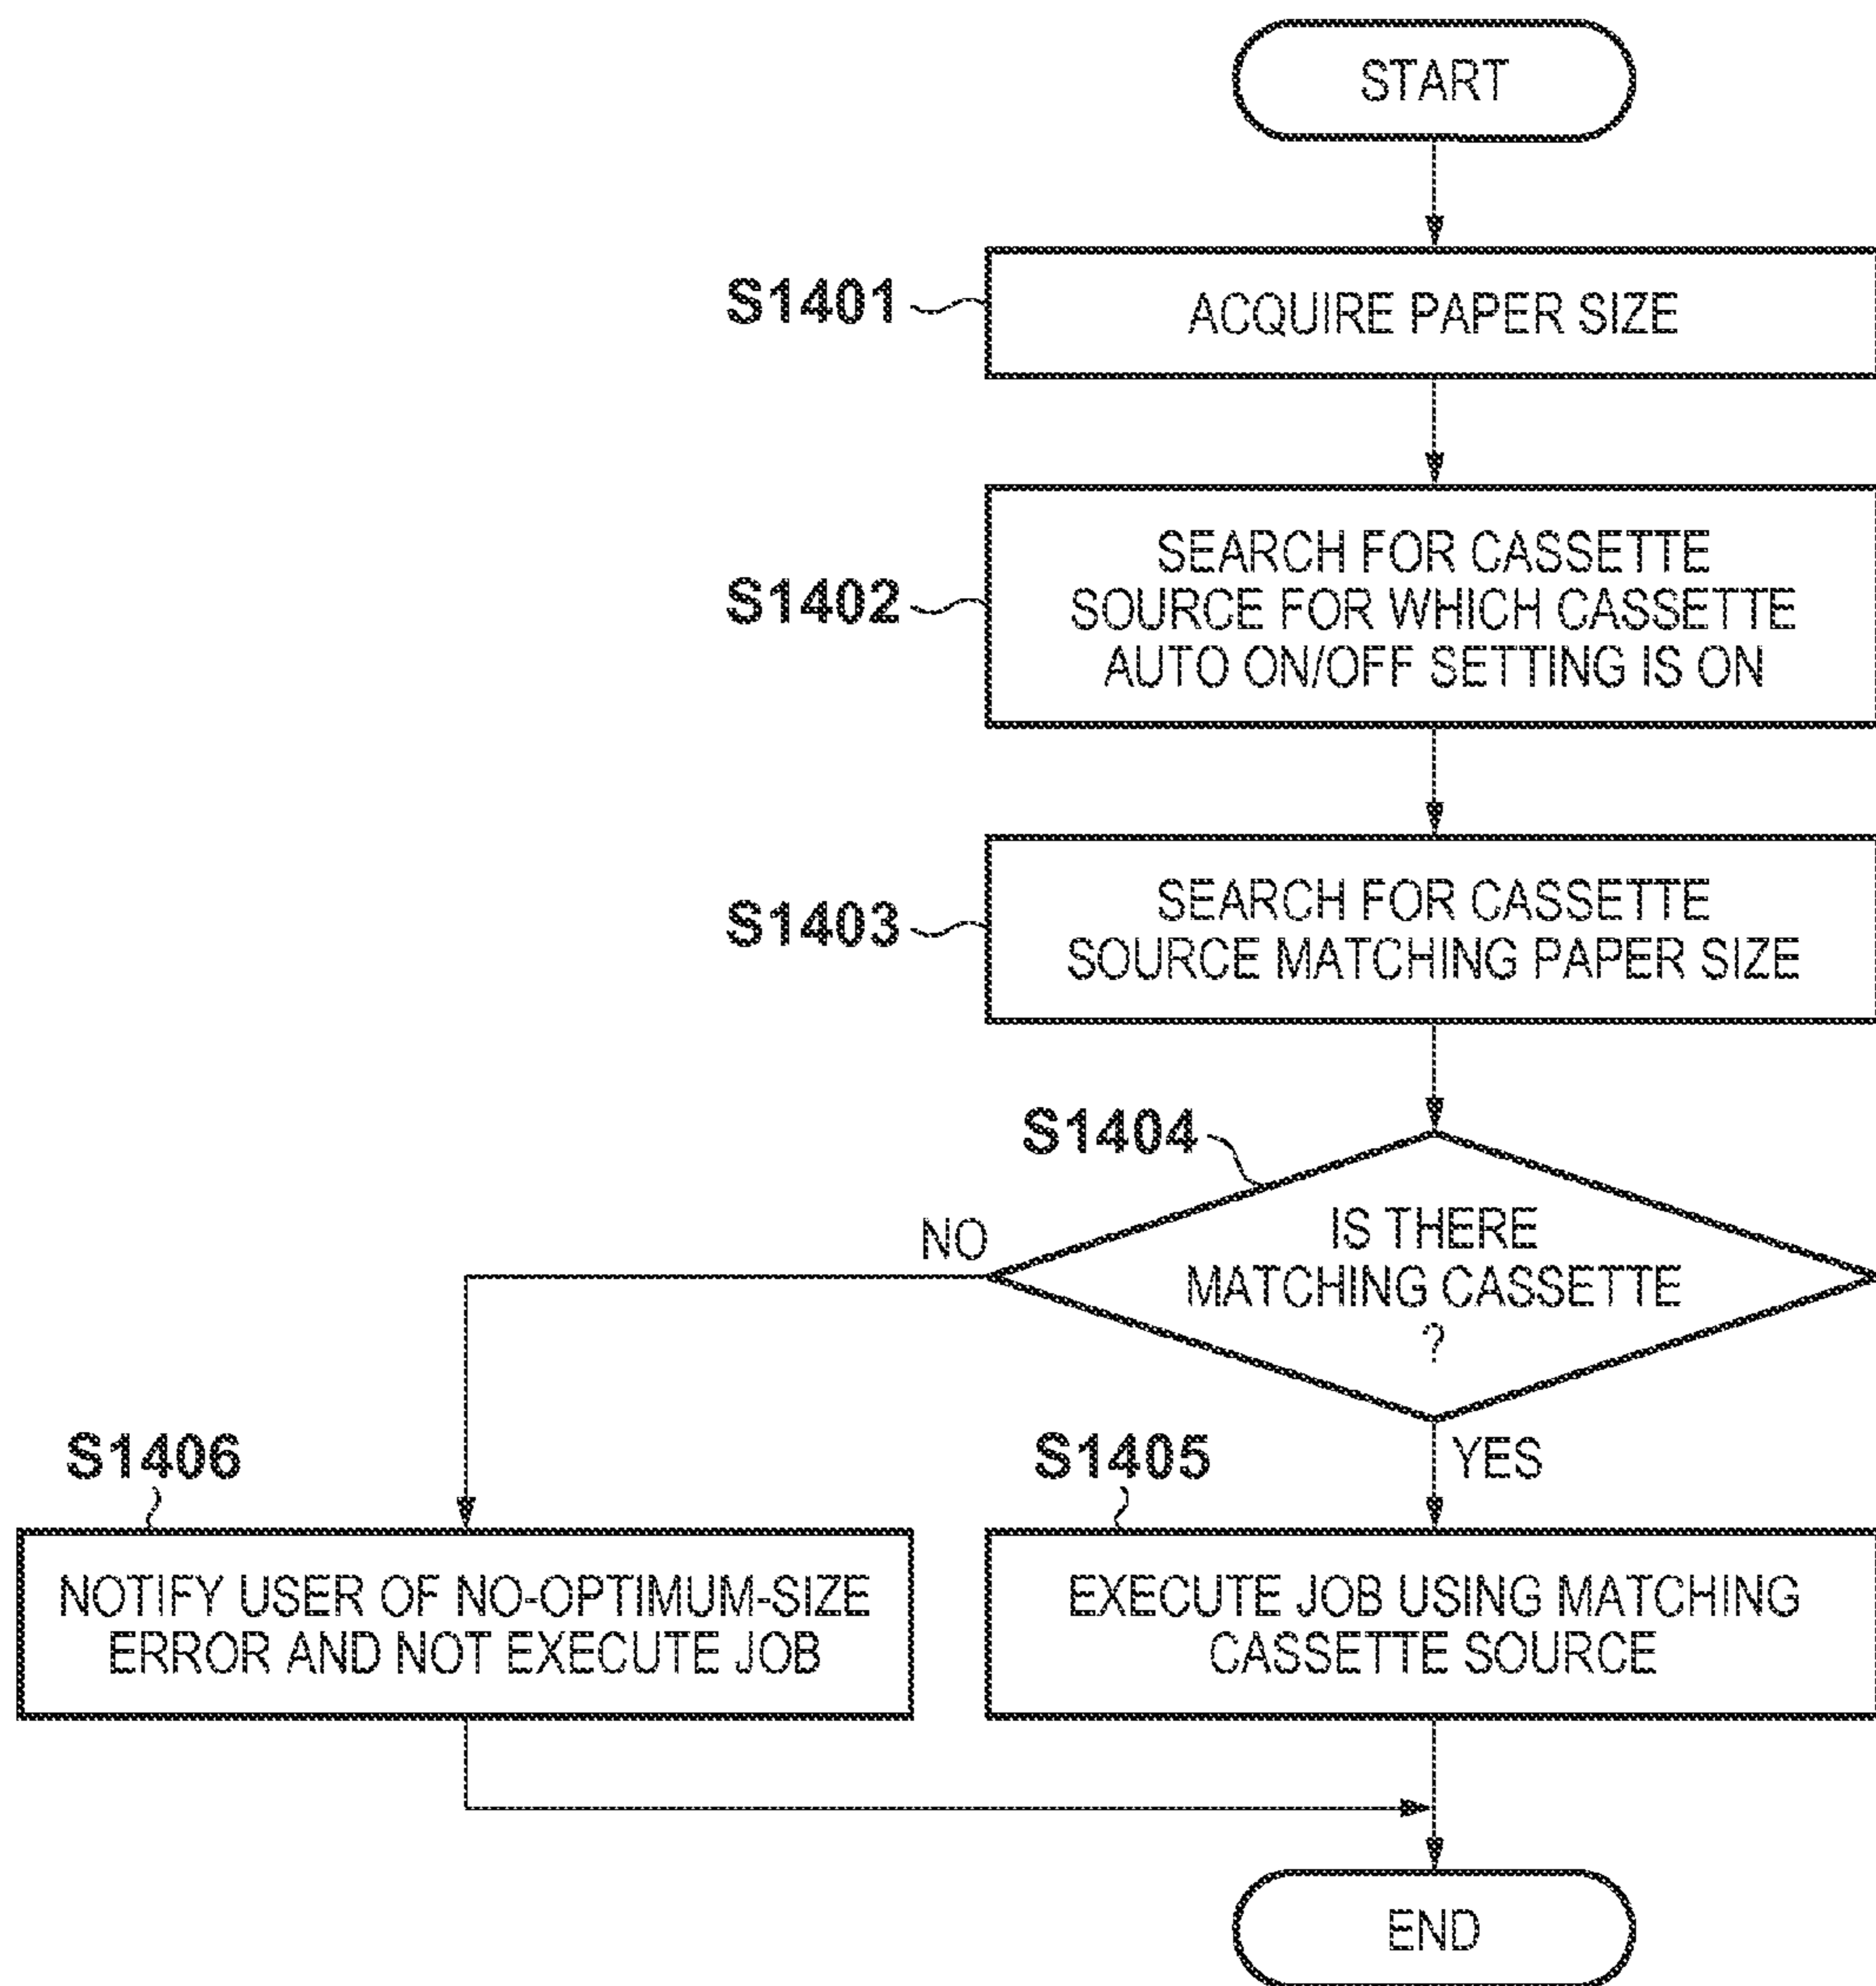 START
S1401
ACQUIRE PAPER SIZE
S1402
SEARCH FOR CASSETTE
SOURCE FOR WHICH CASSETTE
AUTO ON/OFF SETTING IS ON
S1403
SEARCH FOR CASSETTE
SOURCE MATCHING PAPER SIZE
S1404
IS THERE
MATCHING CASSETTE
?
NO
YES
S1406
NOTIFY USER OF NO-OPTIMUM-SIZE
ERROR AND NOT EXECUTE JOB
S1405
EXECUTE JOB USING MATCHING
CASSETTE SOURCE
END